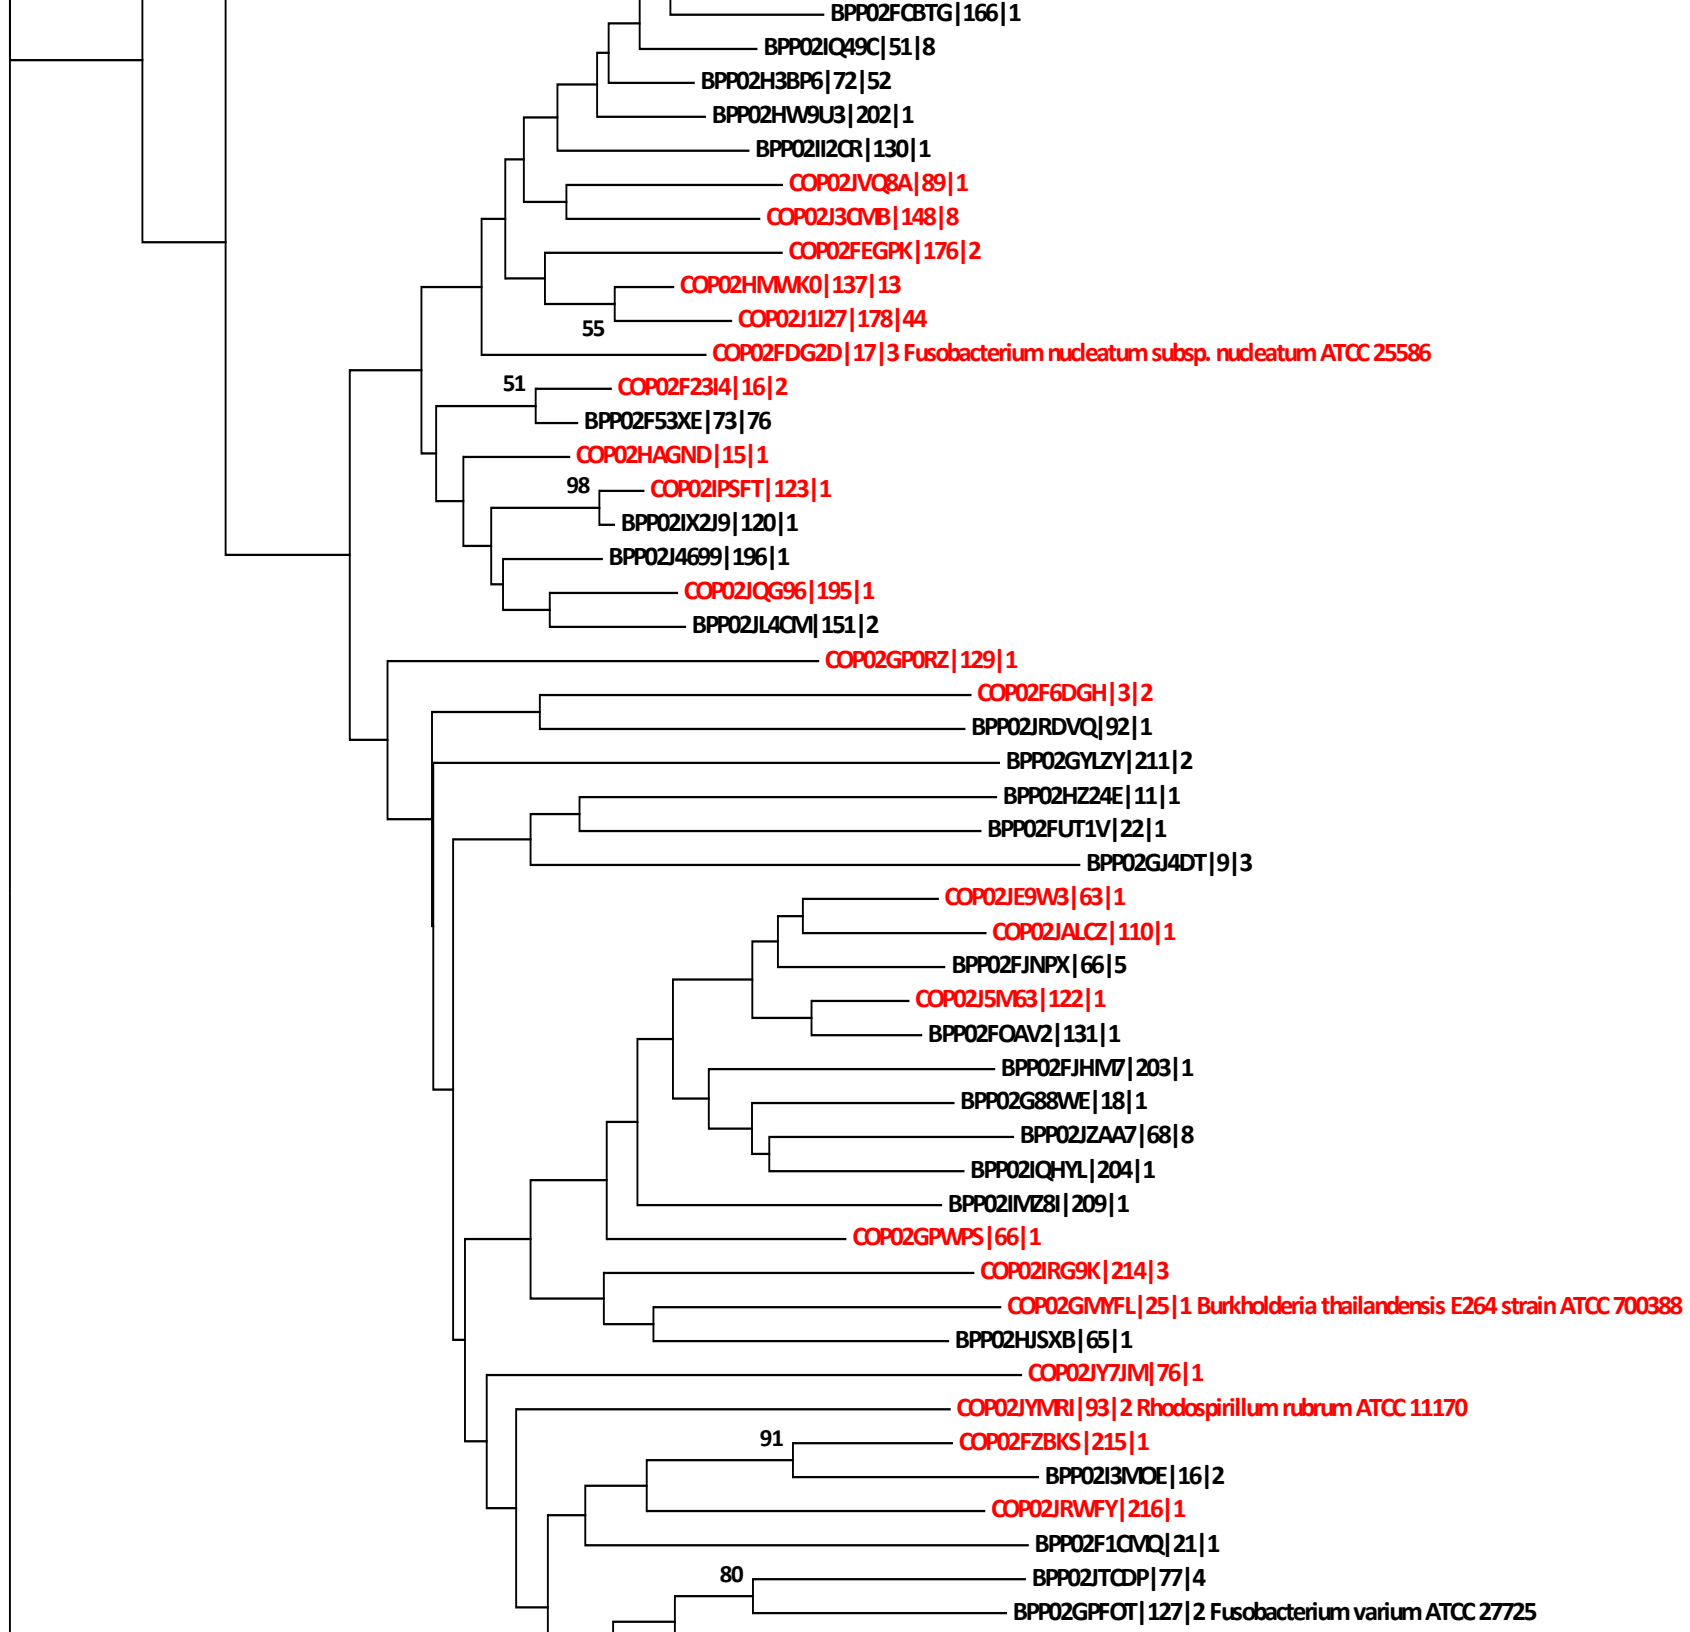 BPP02FCBTG|166|1
BPP02IQ49C|51|8
BPP02H3BP6|72|52
BPP02HW9U3|202|1
BPP02II2CR|130|1
COP02JVQ8A|89|1
COP02J3CMB|148|8
COP02FEGPK|176|2
COP02HMWK0|137|13
COP02J1I27|178|44
55
COP02FDG2D|17|3 Fusobacterium nucleatum subsp. nucleatum ATCC 25586
51
COP02F23I4|16|2
BPP02F53XE|73|76
COP02HAGND|15|1
98
COP02IPSFT|123|1
BPP02IX2J9|120|1
BPP02J4699|196|1
COP02JQG96|195|1
BPP02JL4CM|151|2
COP02GP0RZ|129|1
COP02F6DGH|3|2
BPP02JRDVQ|92|1
BPP02GYLZY|211|2
BPP02HZ24E|11|1
BPP02FUT1V|22|1
BPP02GJ4DT|9|3
COP02JE9W3|63|1
COP02JALCZ|110|1
BPP02FJNPX|66|5
COP02J5M63|122|1
BPP02FOAV2|131|1
BPP02FJHM7|203|1
BPP02G88WE|18|1
BPP02JZAA7|68|8
BPP02IQHYL|204|1
BPP02IMZ8I|209|1
COP02GPWPS|66|1
COP02IRG9K|214|3
COP02GMYFL|25|1 Burkholderia thailandensis E264 strain ATCC 700388
BPP02HJSXB|65|1
COP02JY7JM|76|1
COP02JYMRI|93|2 Rhodospirillum rubrum ATCC 11170
91
COP02FZBKS|215|1
BPP02I3MOE|16|2
COP02JRWFY|216|1
BPP02F1CMQ|21|1
80
BPP02JTCDP|77|4
BPP02GPFOT|127|2 Fusobacterium varium ATCC 27725